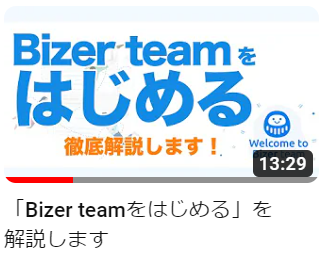 Bizer teamを
はじめる
徹底解説します！
Welcome to
13:29
「Bizer teamをはじめる」を
解説します